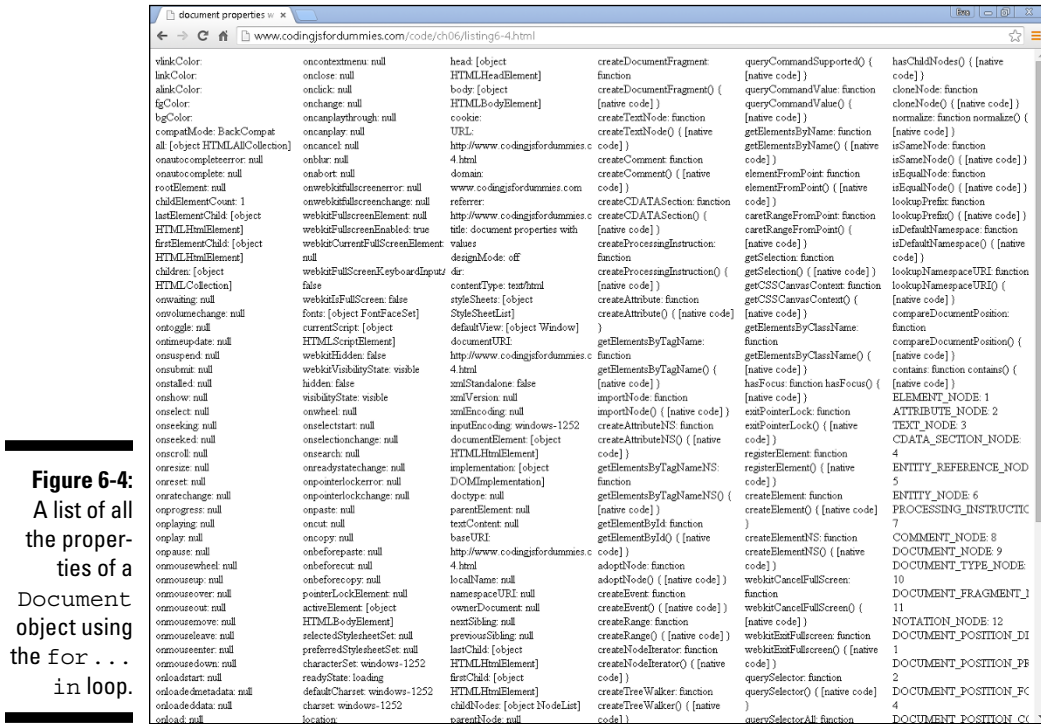 document properties w ×
Eva
www.codingjsfordummies.com/code/ch06/listing6-4.html
vlinkColor:
linkColor:
alinkColor:
fgColor:
bgColor:
compatMode: BackCompat
all: [object HTMLAllCollection]
onautocompleteerror: null
onautocomplete: null
rootElement: null
childElementCount: 1
lastElementChild: [object
HTMLHtmlElement]
firstElementChild: [object
HTMLHtmlElement]
children: [object
HTMLCollection]
onwaiting: null
onvolumechange: null
ontoggle: null
ontimeupdate: null
onsuspend: null
onsubmit: null
onstalled: null
onshow: null
onselect: null
onseeking: null
onseeked: null
onscroll: null
onresize: null
onreset: null
onratechange: null
onprogress: null
onplaying: null
onplay: null
onpause: null
onmousewheel: null
onmouseup: null
onmouseover: null
onmouseout: null
onmousemove: null
onmouseleave: null
onmouseenter: null
onmousedown: null
onloadstart: null
onloadedmetadata: null
onloadeddata: null
onload: null
oncontextmenu: null
onclose: null
onclick: null
onchange: null
oncanplaythrough: null
oncanplay: null
oncancel: null
onblur: null
onabort: null
onwebkitfullscreenerror: null
onwebkitfullscreenchange: null
webkitFullscreenElement: null
webkitFullscreenEnabled: true
webkitCurrentFullScreenElement:
null
webkitFullScreenKeyboardInputA
false
webkitIsFullScreen: false
fonts: [object FontFaceSet]
currentScript: [object
HTMLScriptElement]
webkitHidden: false
webkitVisibilityState: visible
hidden: false
visibilityState: visible
onwheel: null
onselectstart: null
onselectionchange: null
onsearch: null
onreadystatechange: null
onpointerlockerror: null
onpointerlockchange: null
onpaste: null
oncut: null
oncopy: null
onbeforepaste: null
onbeforecut: null
onbeforecopy: null
pointerLockElement: null
activeElement: [object
HTMLBodyElement]
selectedStylesheetSet: null
preferredStylesheetSet: null
characterSet: windows-1252
readyState: loading
defaultCharset: windows-1252
charset: windows-1252
location:
head: [object
HTMLHeadElement]
body: [object
HTMLBodyElement]
cookie:
URL:
http://www.codingjsfordummies.c
4.html
domain:
www.codingjsfordummies.com
referrer:
http://www.codingjsfordummies.c
title: document properties with
values
designMode: off
dir:
contentType: text/html
styleSheets: [object
StyleSheetList]
defaultView: [object Window]
documentURI:
http://www.codingjsfordummies.c
4.html
xmlStandalone: false
xmlVersion: null
xmlEncoding: null
inputEncoding: windows-1252
documentElement: [object
HTMLHtmlElement]
implementation: [object
DOMImplementation]
doctype: null
parentElement: null
textContent: null
baseURI:
http://www.codingjsfordummies.c
4.html
localName: null
namespaceURI: null
ownerDocument: null
nextSibling: null
previousSibling: null
lastChild: [object
HTMLHtmlElement]
firstChild: [object
HTMLHtmlElement]
childNodes: [object NodeList]
parentNode: null
createDocumentFragment:
function
createDocumentFragment() {
[native code] }
createTextNode: function
createTextNode() { [native
code] }
createComment: function
createComment() { [native
code] }
createCDATASection: function
createCDATASection() {
[native code] }
createProcessingInstruction:
function
createProcessingInstruction() {
[native code] }
createAttribute: function
createAttribute() { [native code]
}
getElementsByTagName:
function
getElementsByTagName() {
[native code] }
importNode: function
importNode() { [native code] }
createAttributeNS: function
createAttributeNS() { [native
code] }
getElementsByTagNameNS:
function
getElementsByTagNameNS() {
[native code] }
getElementById: function
getElementById() { [native
code] }
adoptNode: function
adoptNode() { [native code] }
createEvent: function
createEvent() { [native code] }
createRange: function
createRange() { [native code] }
createNodeIterator: function
createNodeIterator() { [native
code] }
createTreeWalker: function
createTreeWalker() { [native
code] }
queryCommandSupported() {
[native code] }
queryCommandValue: function
queryCommandValue() {
[native code] }
getElementsByName: function
getElementsByName() { [native
code] }
elementFromPoint: function
elementFromPoint() { [native
code] }
caretRangeFromPoint: function
caretRangeFromPoint() {
[native code] }
getSelection: function
getSelection() { [native code] }
getCSSCanvasContext: function
getCSSCanvasContext() {
[native code] }
getElementsByClassName:
function
getElementsByClassName() {
[native code] }
hasFocus: function hasFocus() {
[native code] }
exitPointerLock: function
exitPointerLock() { [native
code] }
registerElement: function
registerElement() { [native
code] }
createElement: function
createElement() { [native code]
}
createElementNS: function
createElementNS() { [native
code] }
webkitCancelFullScreen:
function
webkitCancelFullScreen() {
[native code] }
webkitExitFullscreen: function
webkitExitFullscreen() { [native
code] }
querySelector: function
querySelector() { [native code]
}
querySelectorAll: function
hasChildNodes() { [native
code] }
cloneNode: function
cloneNode() { [native code] }
normalize: function normalize() {
[native code] }
isSameNode: function
isSameNode() { [native code] }
isEqualNode: function
isEqualNode() { [native code] }
lookupPrefix: function
lookupPrefix() { [native code] }
isDefaultNamespace: function
isDefaultNamespace() { [native
code] }
lookupNamespaceURI: function
lookupNamespaceURI() {
[native code] }
compareDocumentPosition:
function
compareDocumentPosition() {
[native code] }
contains: function contains() {
[native code] }
ELEMENT_NODE: 1
ATTRIBUTE_NODE: 2
TEXT_NODE: 3
CDATA_SECTION_NODE:
4
ENTITY_REFERENCE_NOD
5
ENTITY_NODE: 6
PROCESSING_INSTRUCTIC
7
COMMENT_NODE: 8
DOCUMENT_NODE: 9
DOCUMENT_TYPE_NODE:
10
DOCUMENT_FRAGMENT_
11
NOTATION_NODE: 12
DOCUMENT_POSITION_DI
1
DOCUMENT_POSITION_PR
2
DOCUMENT_POSITION_FC
4
DOCUMENT_POSITION_CO
Figure 6-4:
A list of all
the proper-
ties of a
Document
object using
the for...
in loop.